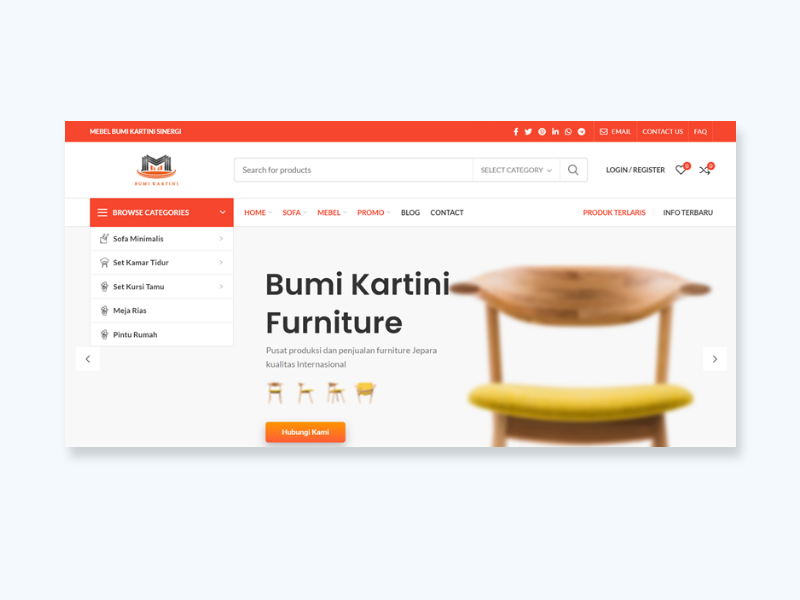 MEBEL BUMI KARTINI SINERGI
EMAIL
CONTACT US
FAQ
BUMI KARTINI
Search for products
SELECT CATEGORY
LOGIN / REGISTER
0
0
BROWSE CATEGORIES
HOME
SOFA
MEBEL
PROMO
BLOG
CONTACT
PRODUK TERLARIS
INFO TERBARU
Sofa Minimalis
Set Kamar Tidur
Set Kursi Tamu
Meja Rias
Pintu Rumah
Bumi Kartini
Furniture
Pusat produksi dan penjualan furniture Jepara
kualitas Internasional
Hubungi Kami